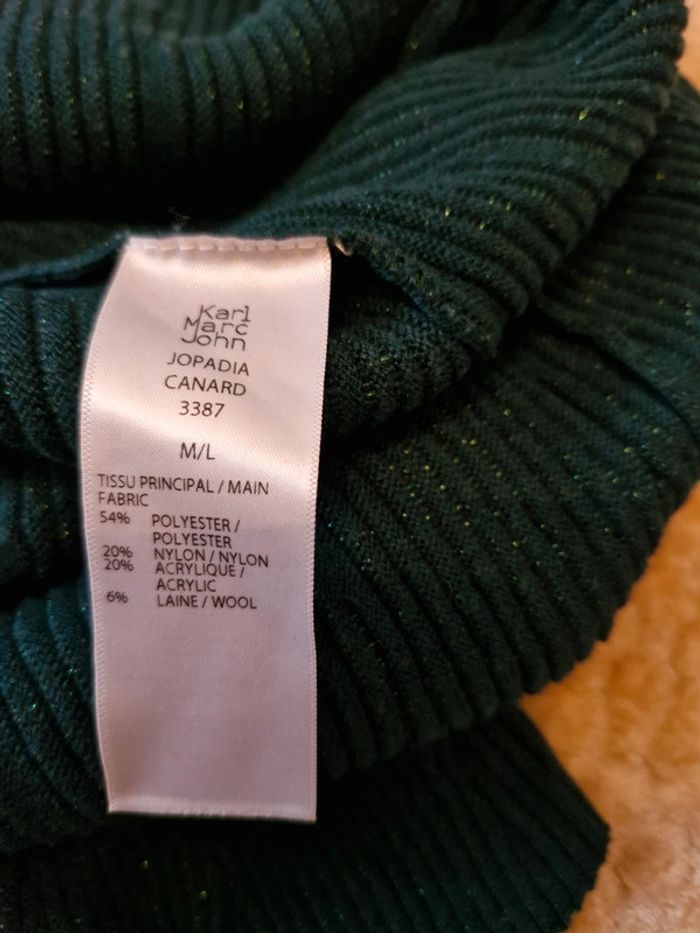 Karl
Marc
John
JOPADIA
CANARD
3387
M/L
TISSU PRINCIPAL / MAIN
FABRIC
54% POLYESTER /
POLYESTER
20% NYLON / NYLON
20% ACRYLIQUE /
ACRYLIC
6% LAINE / WOOL